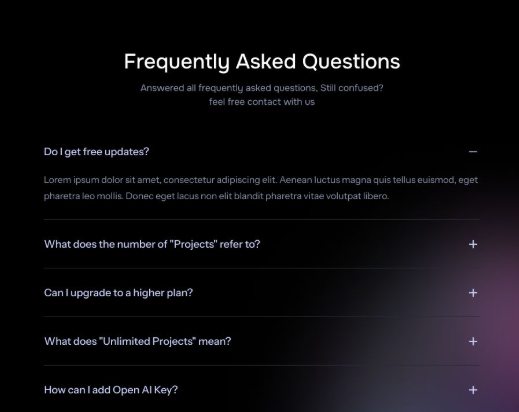 Frequently Asked Questions
Answered all frequently asked questions, Still confused?
feel free contact with us
Do I get free updates?
Lorem ipsum dolor sit amet, consectetur adipiscing elit. Aenean luctus magna quis tellus euismod, eget
pharetra leo mollis. Donec eget lacus non elit blandit pharetra vitae volutpat libero.
What does the number of "Projects" refer to?
Can I upgrade to a higher plan?
What does "Unlimited Projects" mean?
How can I add Open AI Key?